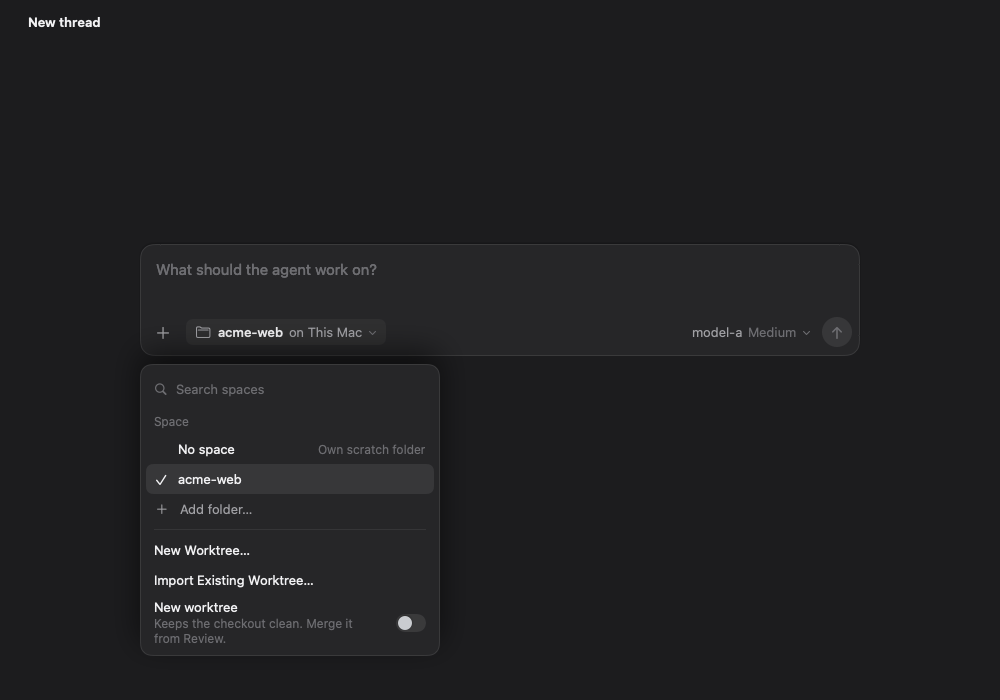 New thread
What should the agent work on?
acme-web on This Mac
model-a Medium
Search spaces
Space
No space Own scratch folder
acme-web
Add folder...
New Worktree...
Import Existing Worktree...
New worktree
Keeps the checkout clean. Merge it
from Review.